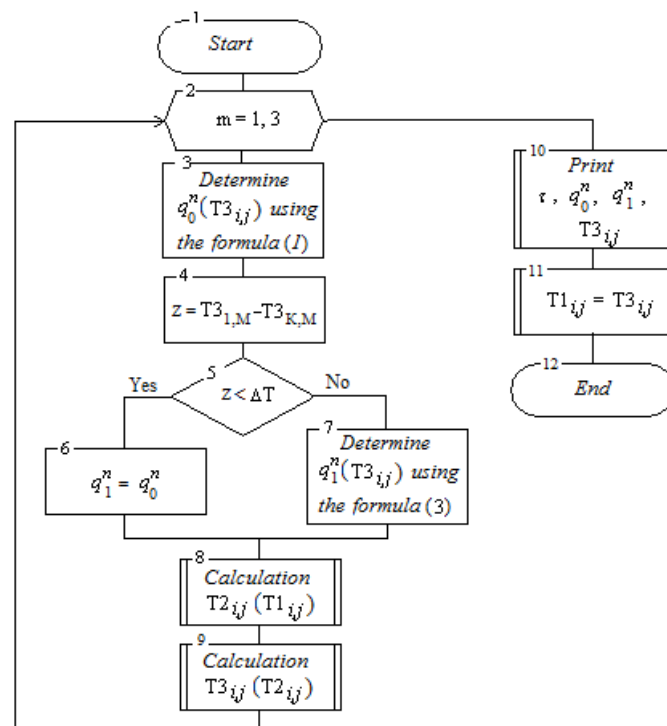 1
Start
2
m = 1, 3
3
Determine
q₀ⁿ(T3ᵢ,ⱼ) using
the formula (1)
4
z = T3₁,M–T3K,M
5
z < ΔT
Yes
No
6
q₁ⁿ = q₀ⁿ
7
Determine
q₁ⁿ(T3ᵢ,ⱼ) using
the formula (3)
8
Calculation
T2ᵢ,ⱼ (T1ᵢ,ⱼ)
9
Calculation
T3ᵢ,ⱼ (T2ᵢ,ⱼ)
10
Print
τ , q₀ⁿ, q₁ⁿ ,
T3ᵢ,ⱼ
11
T1ᵢ,ⱼ = T3ᵢ,ⱼ
12
End